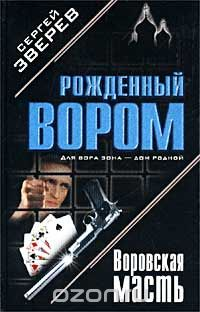 СЕРГЕЙ
ЗВЕРЕВ
РОЖДЕННЫЙ
ВОРОМ
Для вора зона — дом родной
Воровская
масть
ozon.ru